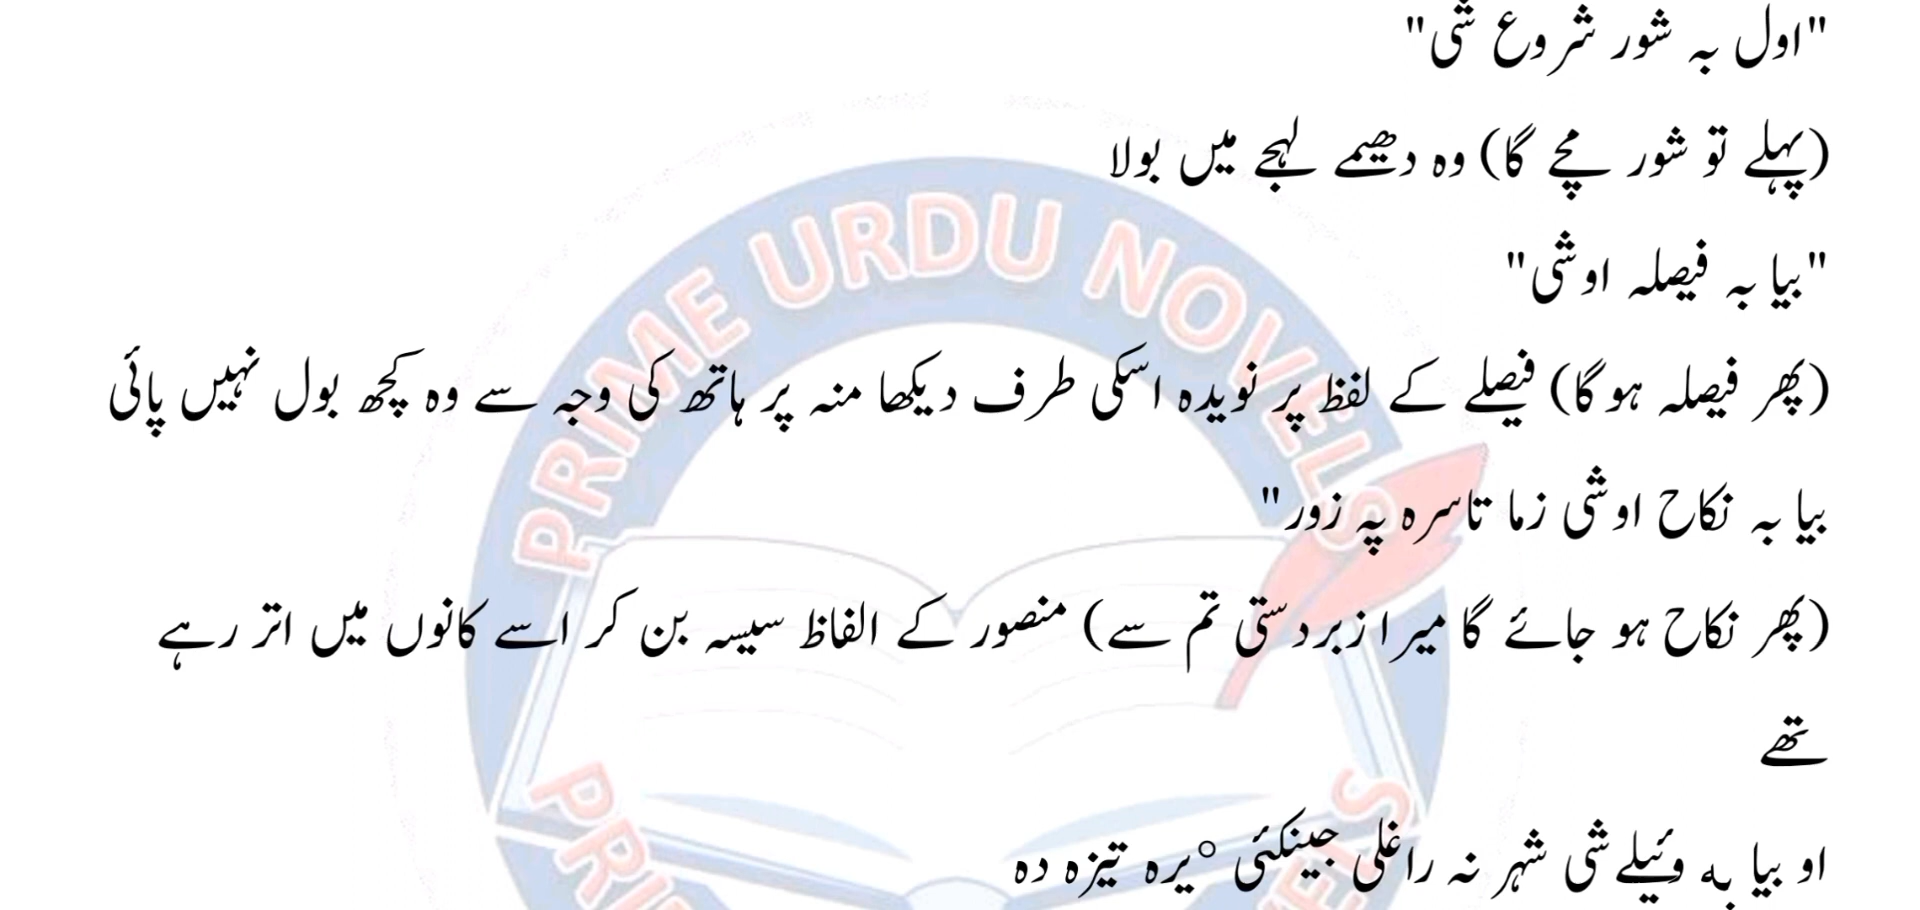 "اول بہ شور شروع شی"
(پہلے تو شور مچے گا) وہ دھیمے لہجے میں بولا
"بیا بہ فیصلہ اوشی"
(پھر فیصلہ ہو گا) فیصلے کے لفظ پر نویدہ اسکی طرف دیکھا منہ پر ہاتھ کی وجہ سے وہ کچھ بول نہیں پائی
بیا بہ نکاح اوشی زما تاسرہ پہ زور"
(پھر نکاح ہو جائے گا میرا زبردستی تم سے) منصور کے الفاظ سیسہ بن کر اسے کانوں میں اتر رہے
تھے
او بیا به وئیلے شی شہر نہ راغلی جینکئی °یرہ تیزہ دہ
PRIME URDU NOVELS